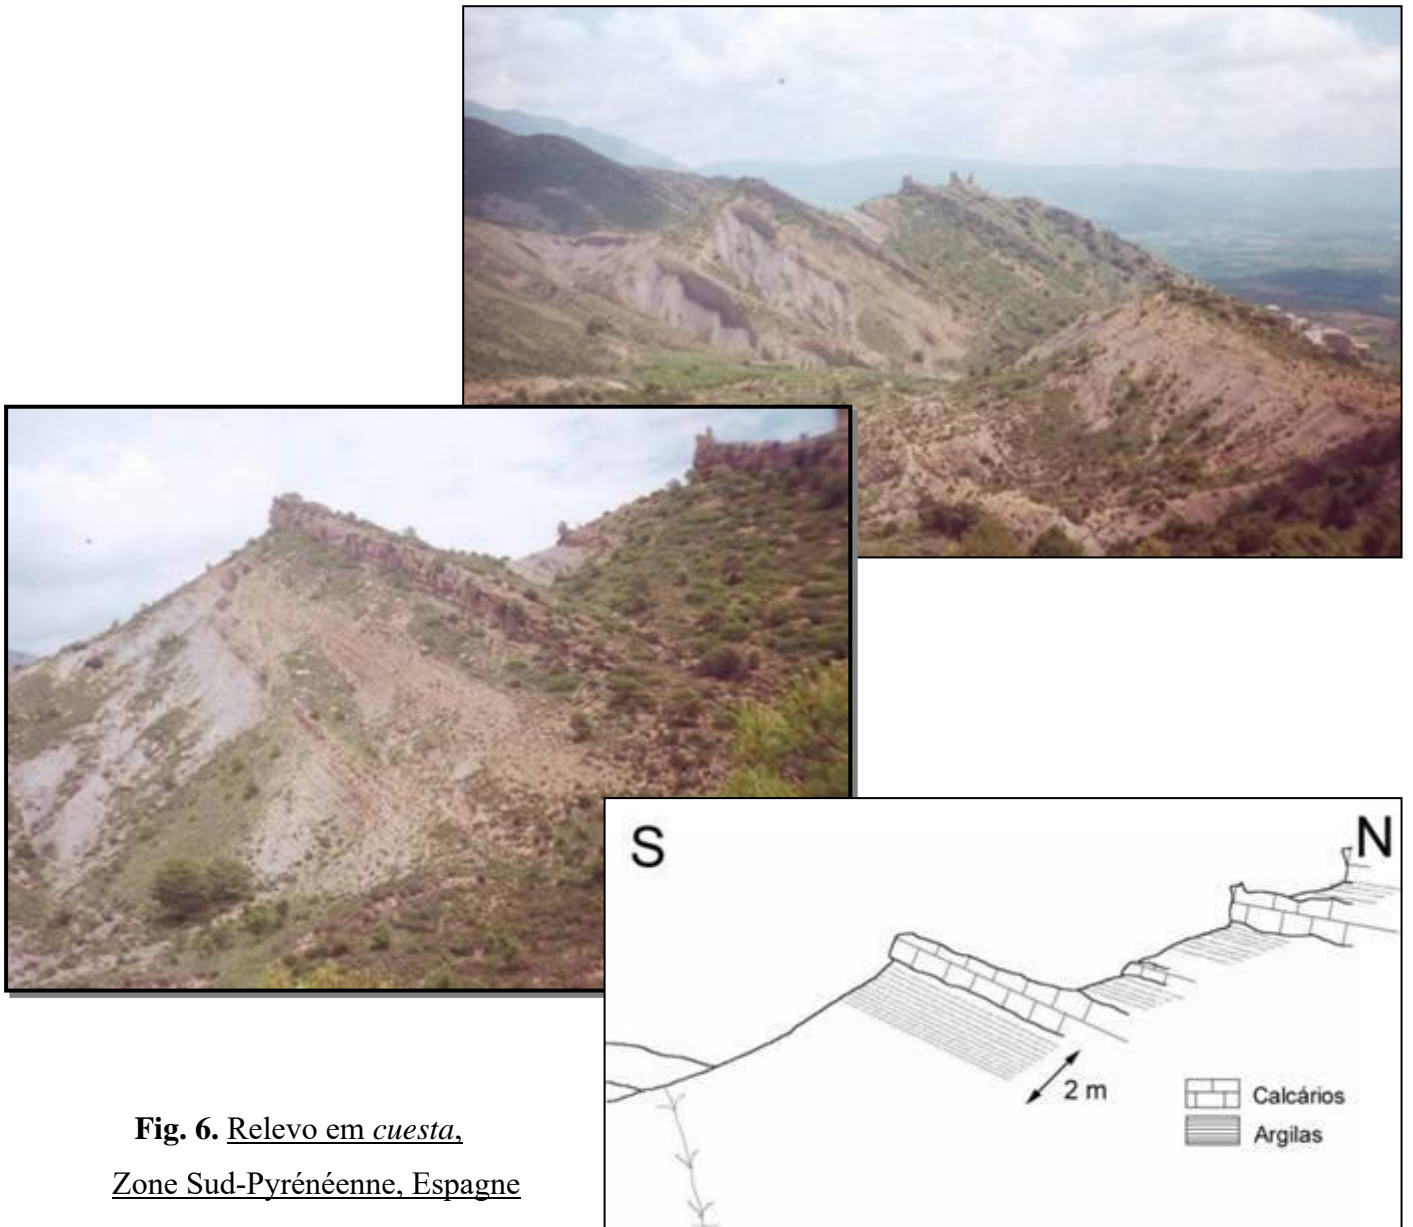 S
N
2 m
Calcários
Argilas
Fig. 6. Relevo em cuesta,
Zone Sud-Pyrénéenne, Espagne